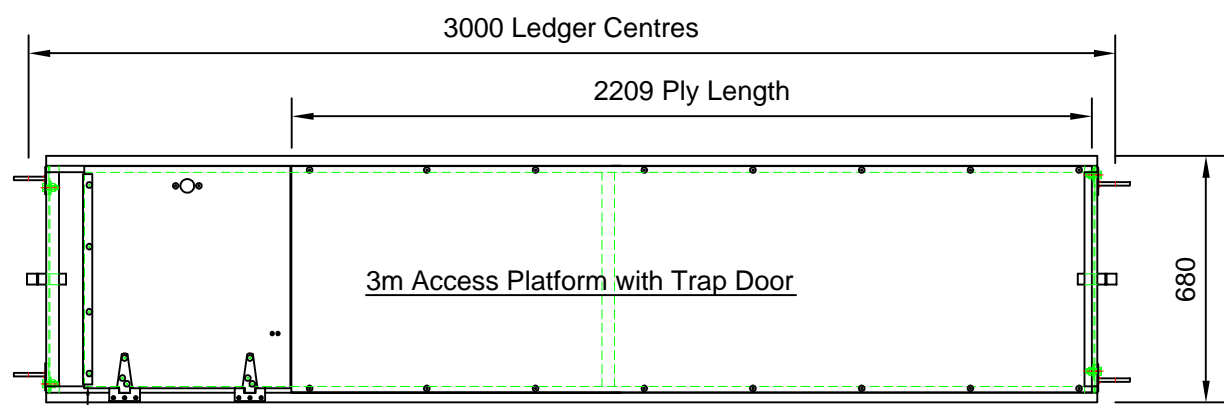 3000 Ledger Centres
2209 Ply Length
3m Access Platform with Trap Door
680